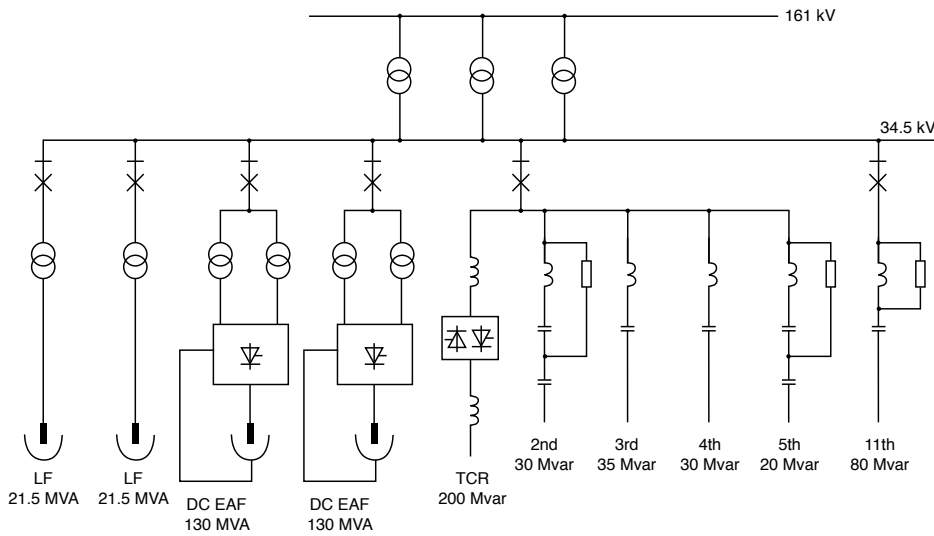 161 kV
34.5 kV
LF
21.5 MVA
LF
21.5 MVA
DC EAF
130 MVA
DC EAF
130 MVA
TCR
200 Mvar
2nd
30 Mvar
3rd
35 Mvar
4th
30 Mvar
5th
20 Mvar
11th
80 Mvar